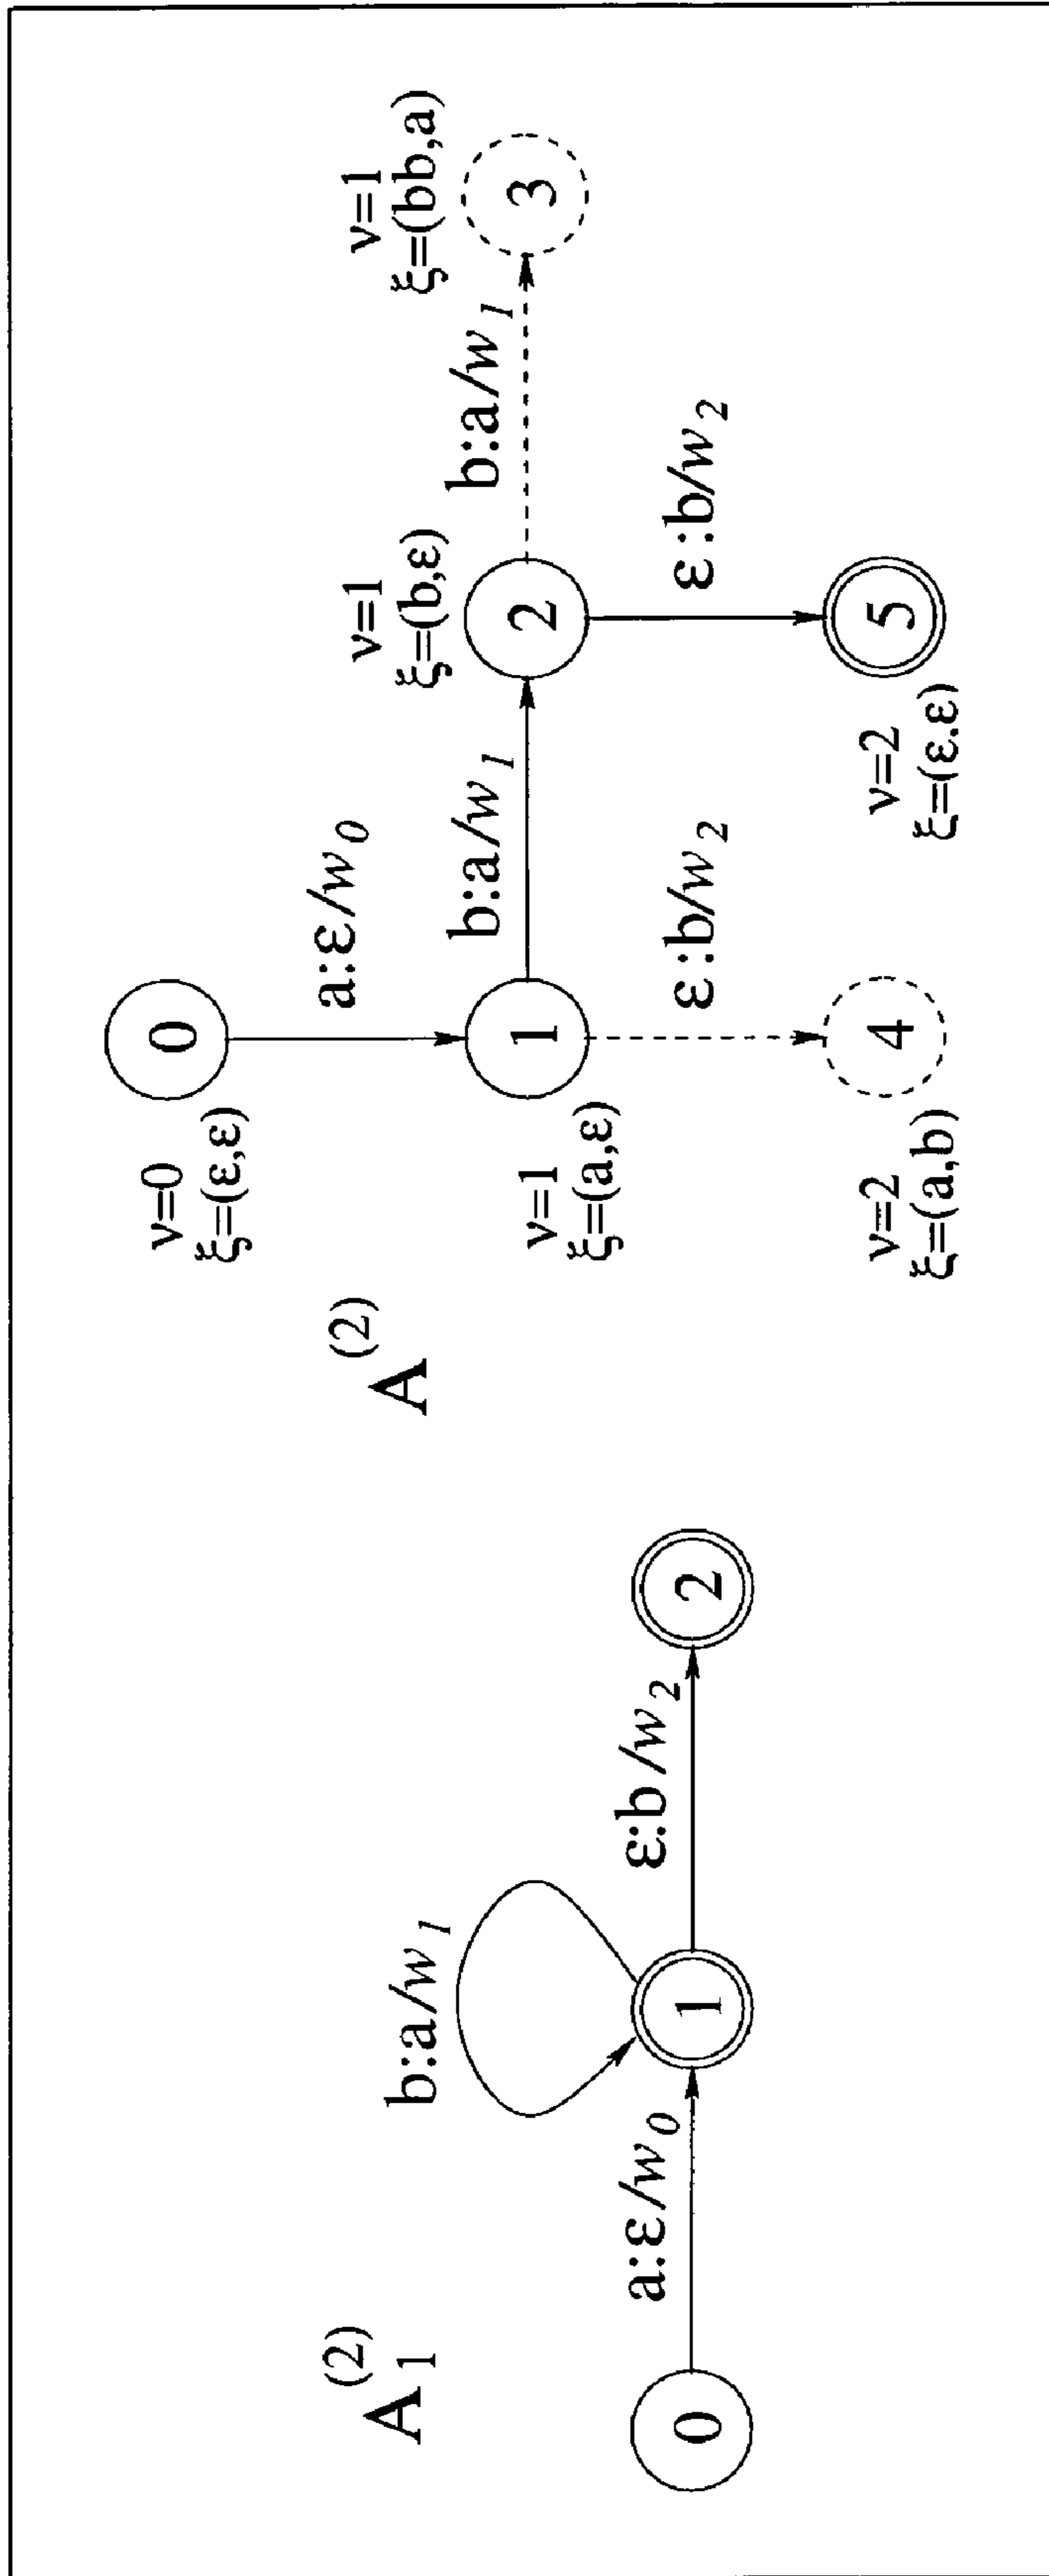 A₁⁽²⁾
0
a:ε/w₀
1
b:a/w₁
ε:b/w₂
2
A⁽²⁾
ν=0
ξ=(ε,ε)
0
a:ε/w₀
ν=1
ξ=(a,ε)
1
b:a/w₁
ν=1
ξ=(b,ε)
2
b:a/w₁
ν=1
ξ=(bb,a)
3
ε:b/w₂
ν=2
ξ=(a,b)
4
ε:b/w₂
ν=2
ξ=(ε,ε)
5